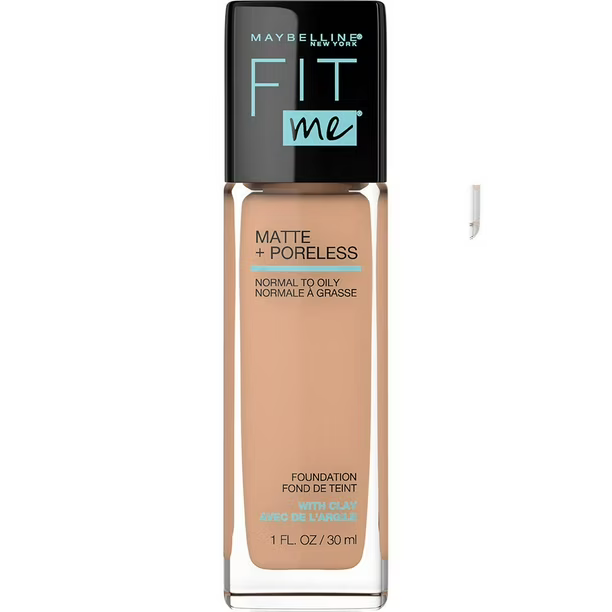 MAYBELLINE®
NEW YORK
FIT
me®
MATTE
+ PORELESS
NORMAL TO OILY
NORMALE À GRASSE
FOUNDATION
FOND DE TEINT
WITH CLAY
AVEC DE L'ARGILE
1 FL. OZ / 30 ml